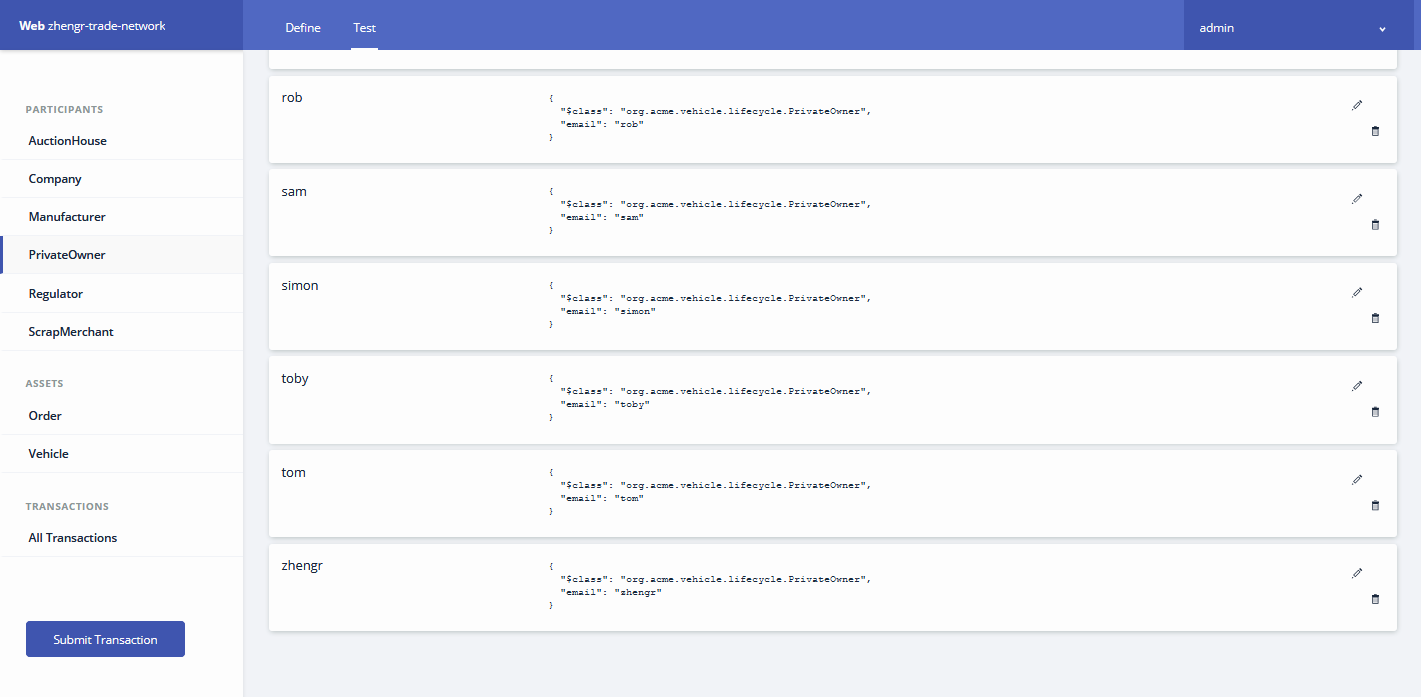 Web zhengr-trade-network
Define
Test
admin
PARTICIPANTS
AuctionHouse
Company
Manufacturer
PrivateOwner
Regulator
ScrapMerchant
ASSETS
Order
Vehicle
TRANSACTIONS
All Transactions
Submit Transaction
rob
{
"$class": "org.acme.vehicle.lifecycle.PrivateOwner",
"email": "rob"
}
sam
{
"$class": "org.acme.vehicle.lifecycle.PrivateOwner",
"email": "sam"
}
simon
{
"$class": "org.acme.vehicle.lifecycle.PrivateOwner",
"email": "simon"
}
toby
{
"$class": "org.acme.vehicle.lifecycle.PrivateOwner",
"email": "toby"
}
tom
{
"$class": "org.acme.vehicle.lifecycle.PrivateOwner",
"email": "tom"
}
zhengr
{
"$class": "org.acme.vehicle.lifecycle.PrivateOwner",
"email": "zhengr"
}